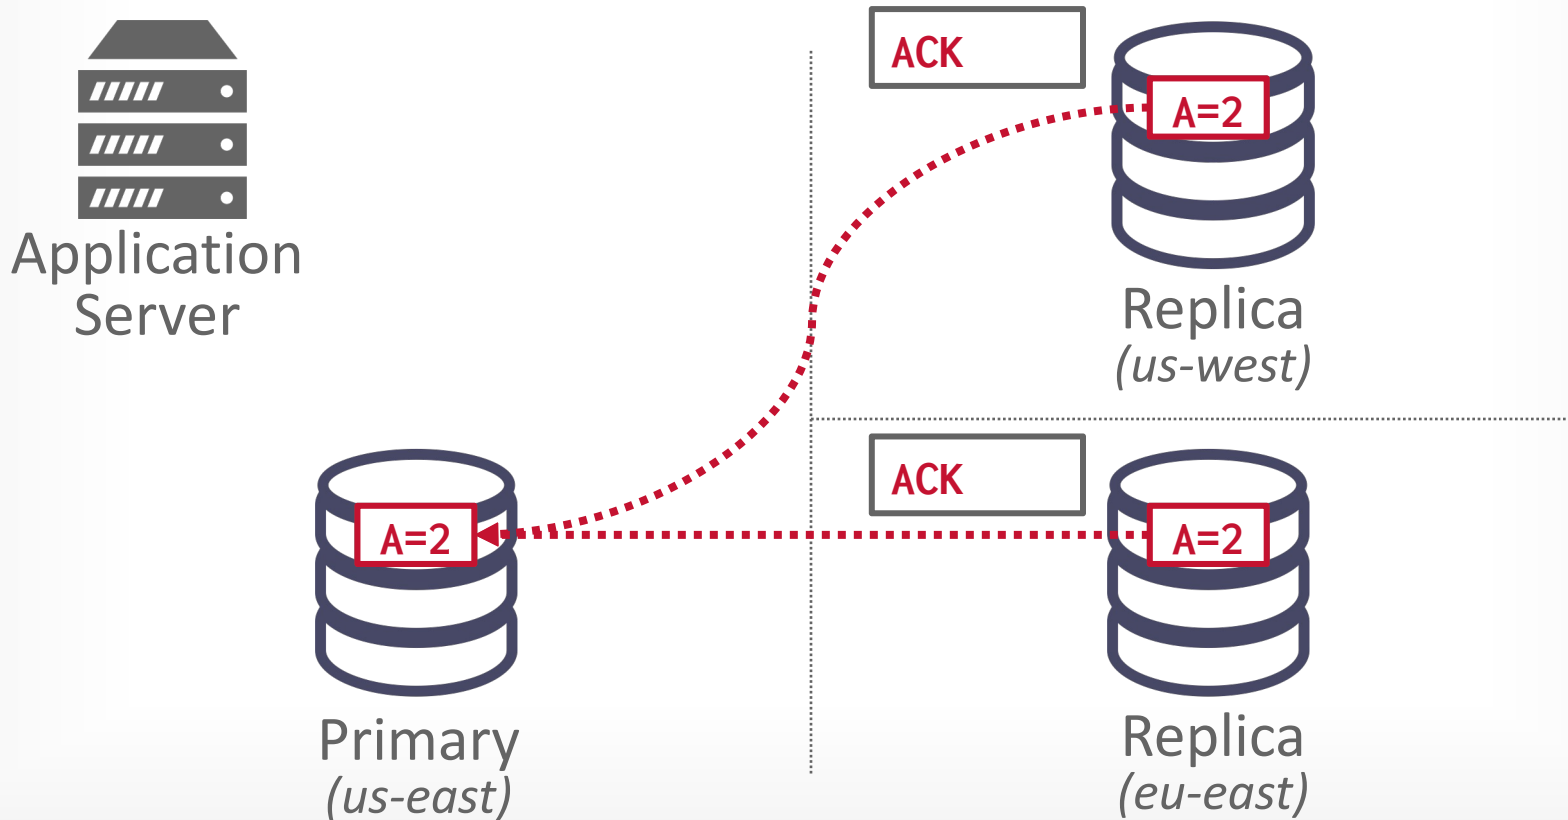 ACK
A=2
Application
Server
Replica
(us-west)
ACK
A=2
A=2
Primary
(us-east)
Replica
(eu-east)